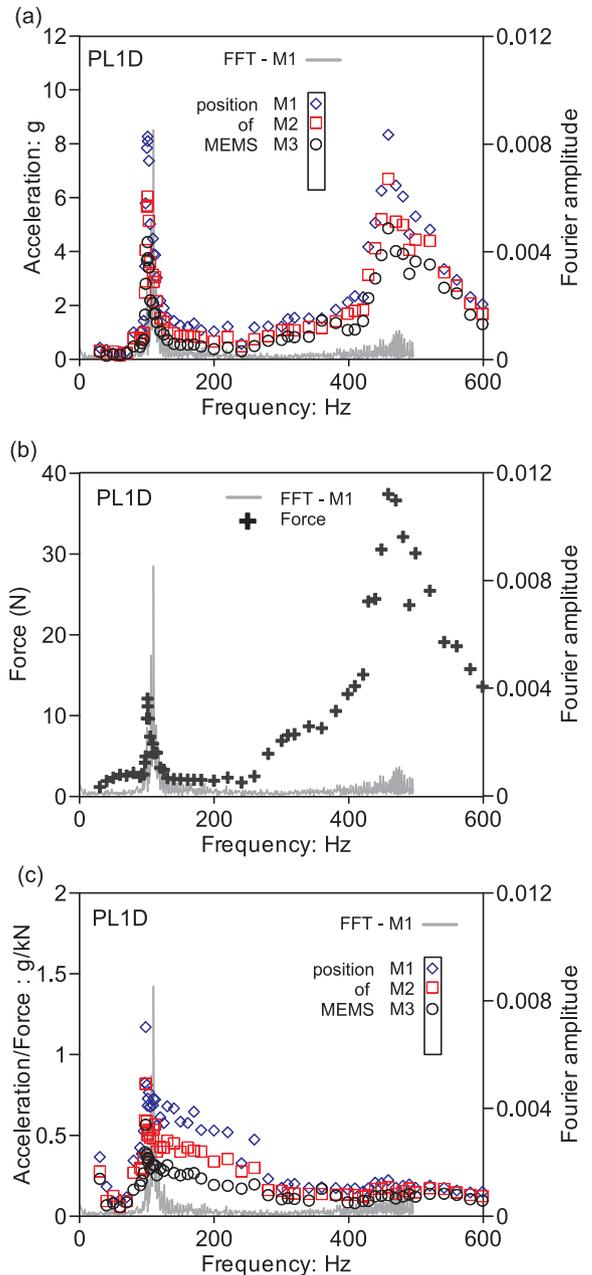 (a)
12
10
8
6
4
2
0
Acceleration: g
PL1D
FFT - M1
position M1
of M2
MEMS M3
0.012
0.008
0.004
0
Fourier amplitude
0 200 400 600
Frequency: Hz
(b)
40
30
20
10
0
Force (N)
PL1D
FFT - M1
Force
0.012
0.008
0.004
0
Fourier amplitude
0 200 400 600
Frequency: Hz
(c)
2
1.5
1
0.5
0
Acceleration/Force : g/kN
PL1D
FFT - M1
position M1
of M2
MEMS M3
0.012
0.008
0.004
0
Fourier amplitude
0 200 400 600
Frequency: Hz